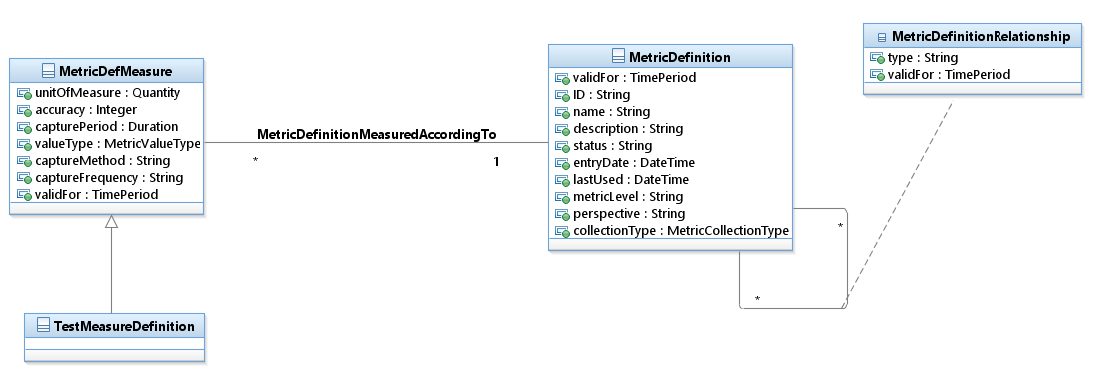 MetricDefMeasure
unitOfMeasure : Quantity
accuracy : Integer
capturePeriod : Duration
valueType : MetricValueType
captureMethod : String
captureFrequency : String
validFor : TimePeriod
MetricDefinitionMeasuredAccordingTo
*
1
MetricDefinition
validFor : TimePeriod
ID : String
name : String
description : String
status : String
entryDate : DateTime
lastUsed : DateTime
metricLevel : String
perspective : String
collectionType : MetricCollectionType
*
*
MetricDefinitionRelationship
type : String
validFor : TimePeriod
TestMeasureDefinition